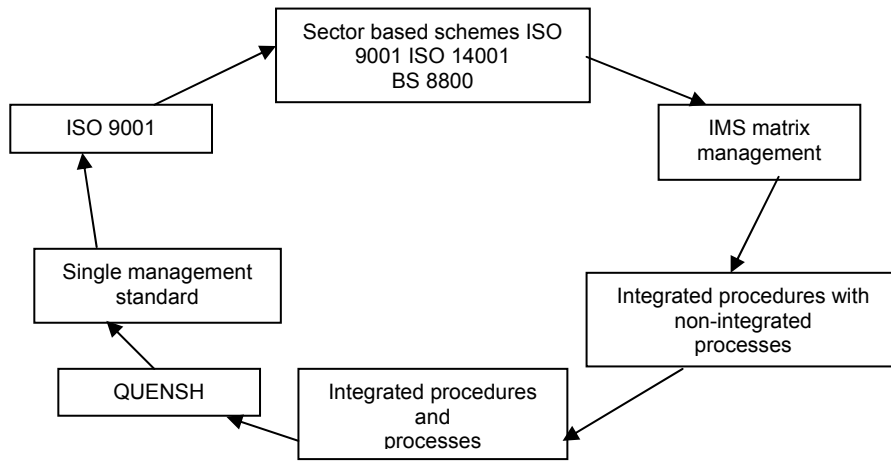 Sector based schemes ISO
9001 ISO 14001
BS 8800
ISO 9001
IMS matrix
management
Single management
standard
Integrated procedures with
non-integrated
processes
QUENSH
Integrated procedures
and
processes